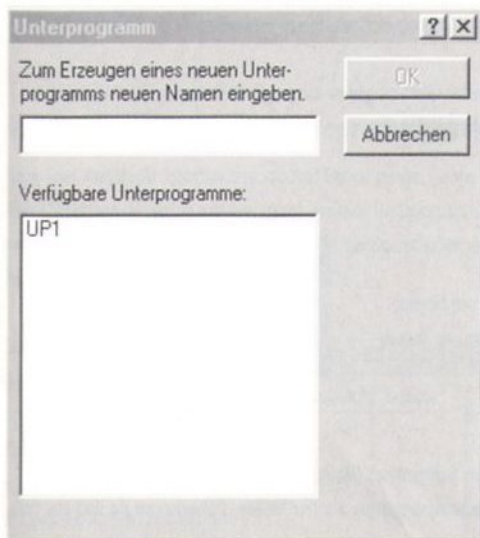 Unterprogramm
Zum Erzeugen eines neuen Unter-
programms neuen Namen eingeben.
OK
Abbrechen
Verfügbare Unterprogramme:
UP1